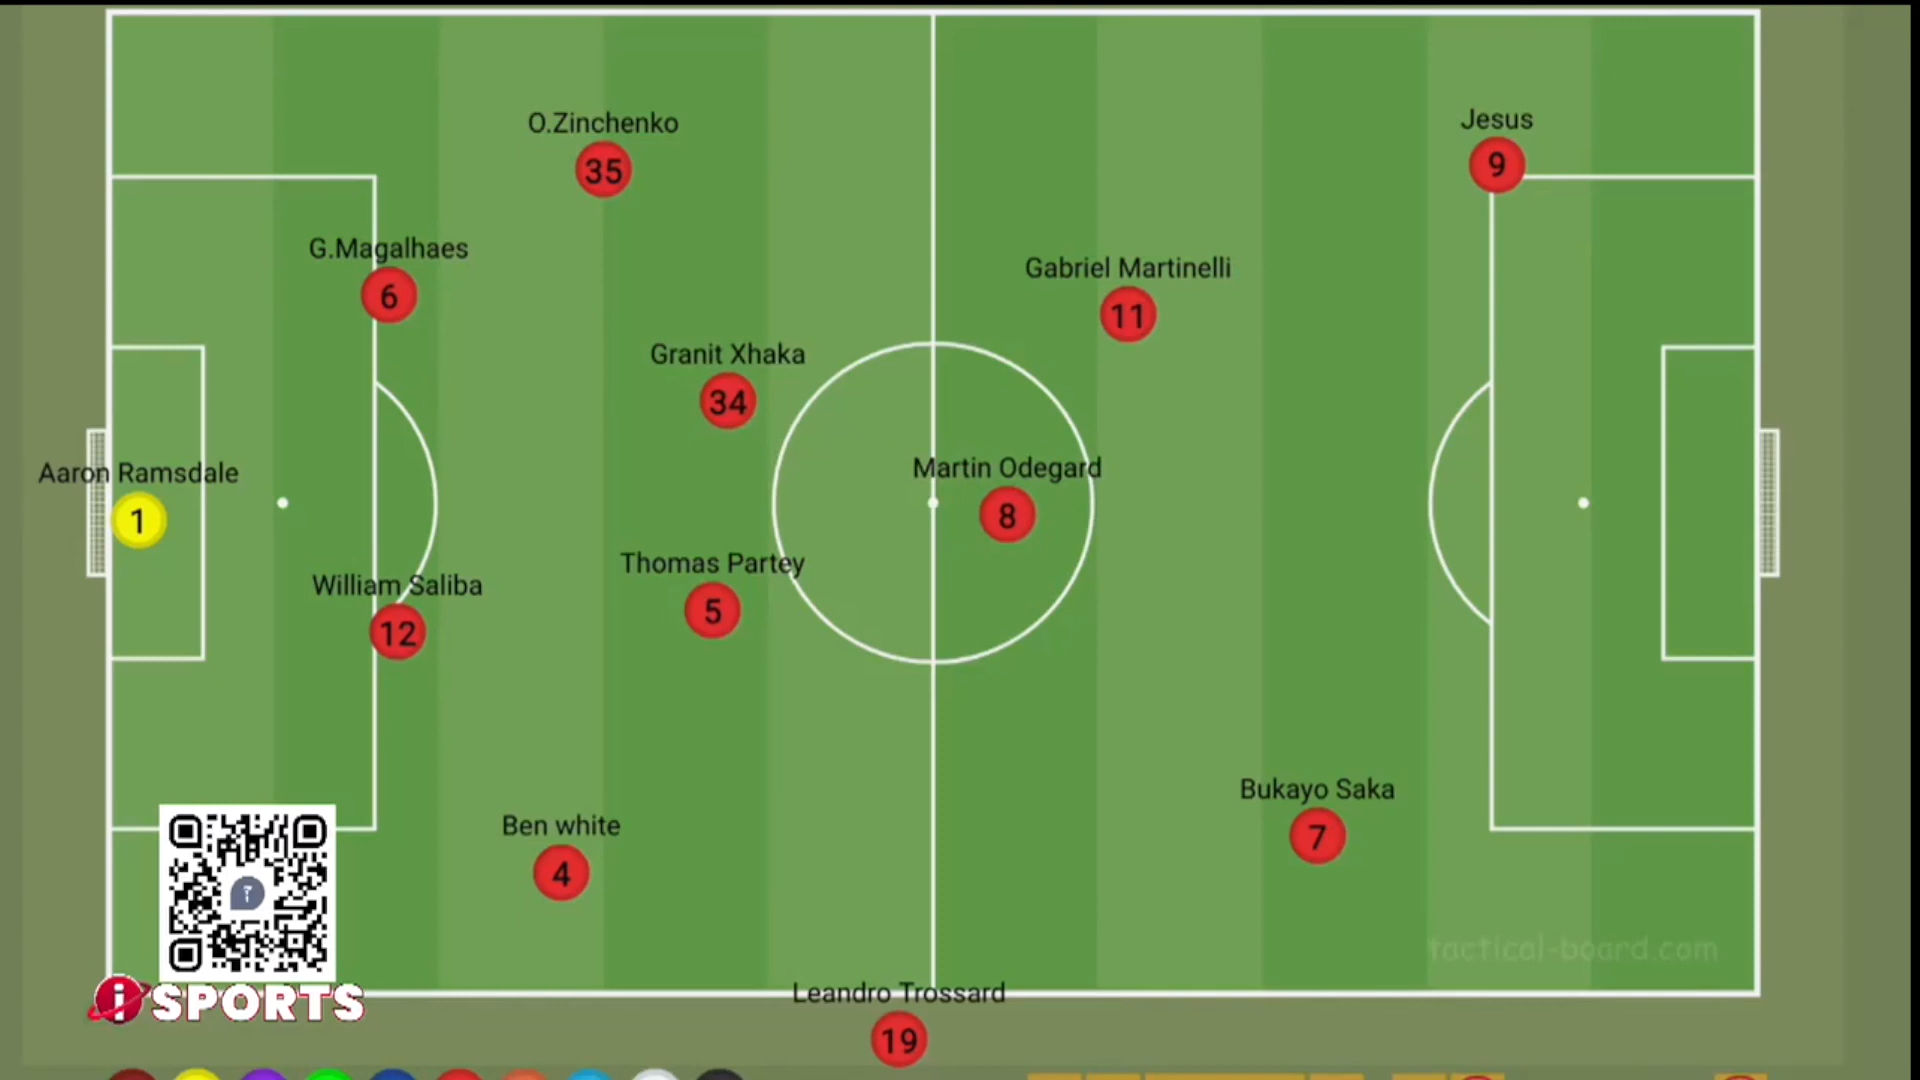 O.Zinchenko
35
Jesus
9
G.Magalhaes
6
Gabriel Martinelli
11
Granit Xhaka
34
Aaron Ramsdale
1
Martin Odegard
8
Thomas Partey
5
William Saliba
12
Bukayo Saka
7
Ben white
4
tactical-board.com
i SPORTS
Leandro Trossard
19